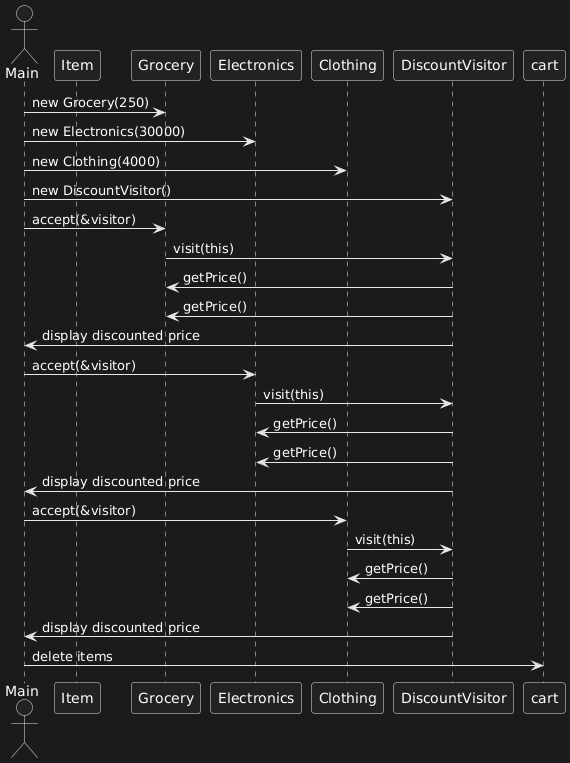 Main
Item
Grocery
Electronics
Clothing
DiscountVisitor
cart
new Grocery(250)
new Electronics(30000)
new Clothing(4000)
new DiscountVisitor()
accept(&visitor)
visit(this)
getPrice()
getPrice()
display discounted price
accept(&visitor)
visit(this)
getPrice()
getPrice()
display discounted price
accept(&visitor)
visit(this)
getPrice()
getPrice()
display discounted price
delete items
Main
Item
Grocery
Electronics
Clothing
DiscountVisitor
cart